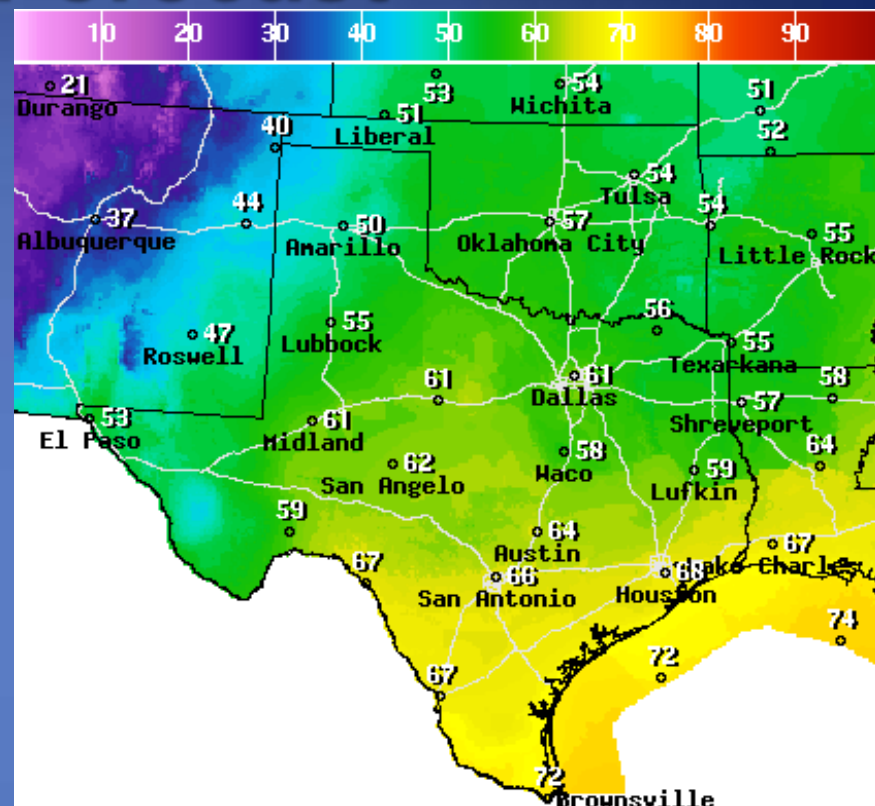 10 20 30 40 50 60 70 80 90
21
Durango
53
54
Wichita
51
51
Liberal
52
40
54
Tulsa
37
Albuquerque
44
50
Amarillo
57
Oklahoma City
54
55
Little Rock
47
Roswell
55
Lubbock
56
55
Texarkana
61
61
Dallas
57
Shreveport
58
53
El Paso
61
Midland
62
San Angelo
58
Waco
59
Lufkin
64
59
64
Austin
67
Lake Charles
67
66
San Antonio
68
Houston
74
72
67
72
Brownsville